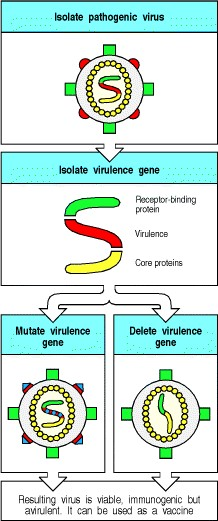 Isolate pathogenic virus
Isolate virulence gene
Receptor-binding
protein
Virulence
Core proteins
Mutate virulence
gene
Delete virulence
gene
Resulting virus is viable, immunogenic but
avirulent. It can be used as a vaccine